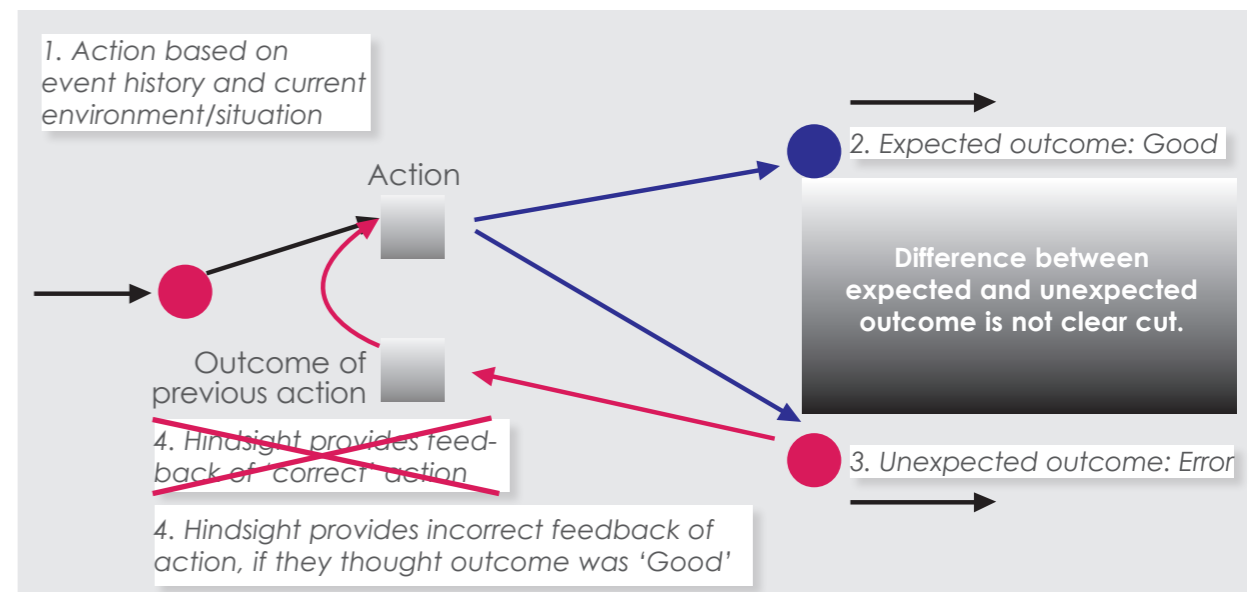 1. Action based on
event history and current
environment/situation
Action
2. Expected outcome: Good
Difference between
expected and unexpected
outcome is not clear cut.
Outcome of
previous action
3. Unexpected outcome: Error
4. Hindsight provides feed-
back of ‘correct’ action
4. Hindsight provides incorrect feedback of
action, if they thought outcome was ‘Good’